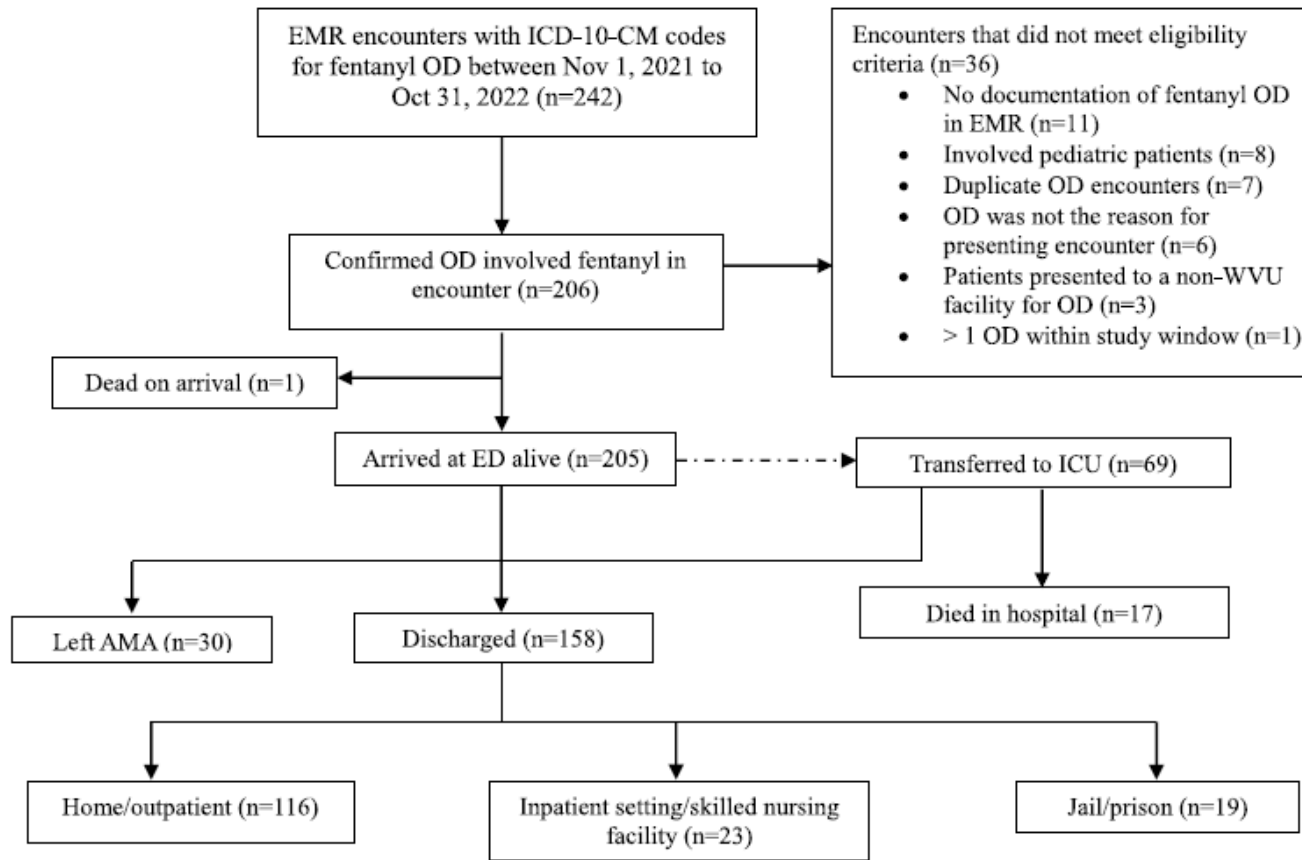 EMR encounters with ICD-10-CM codes
for fentanyl OD between Nov 1, 2021 to
Oct 31, 2022 (n=242)
Encounters that did not meet eligibility
criteria (n=36)
• No documentation of fentanyl OD
in EMR (n=11)
• Involved pediatric patients (n=8)
• Duplicate OD encounters (n=7)
• OD was not the reason for
presenting encounter (n=6)
• Patients presented to a non-WVU
facility for OD (n=3)
• > 1 OD within study window (n=1)
Confirmed OD involved fentanyl in
encounter (n=206)
Dead on arrival (n=1)
Arrived at ED alive (n=205)
Transferred to ICU (n=69)
Left AMA (n=30)
Discharged (n=158)
Died in hospital (n=17)
Home/outpatient (n=116)
Inpatient setting/skilled nursing
facility (n=23)
Jail/prison (n=19)